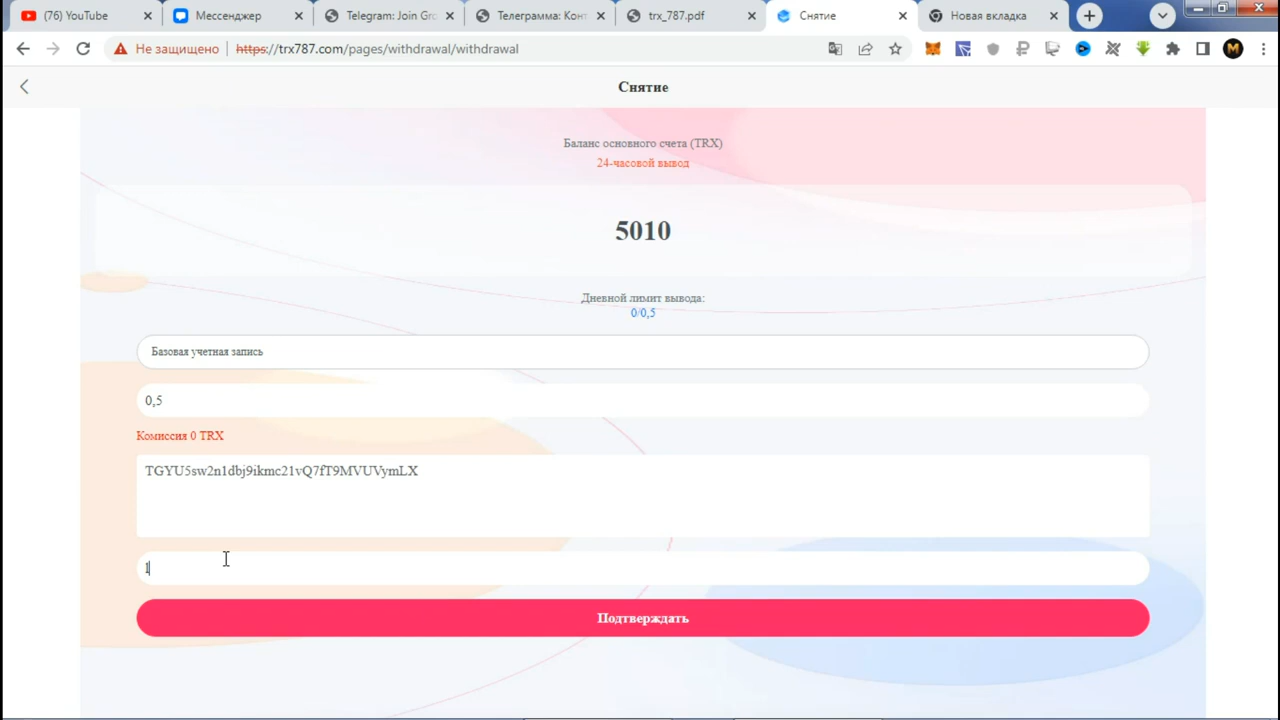 (76) YouTube
Мессенджер
Telegram: Join Gro
Телеграмма: Конт
trx_787.pdf
Снятие
Новая вкладка
Не защищено
https://trx787.com/pages/withdrawal/withdrawal
M
Снятие
Баланс основного счета (TRX)
24-часовой вывод
5010
Дневной лимит вывода:
0/0,5
Базовая учетная запись
0,5
Комиссия 0 TRX
TGYU5sw2n1dbj9ikmc21vQ7fT9MVUVymLX
1
Подтверждать